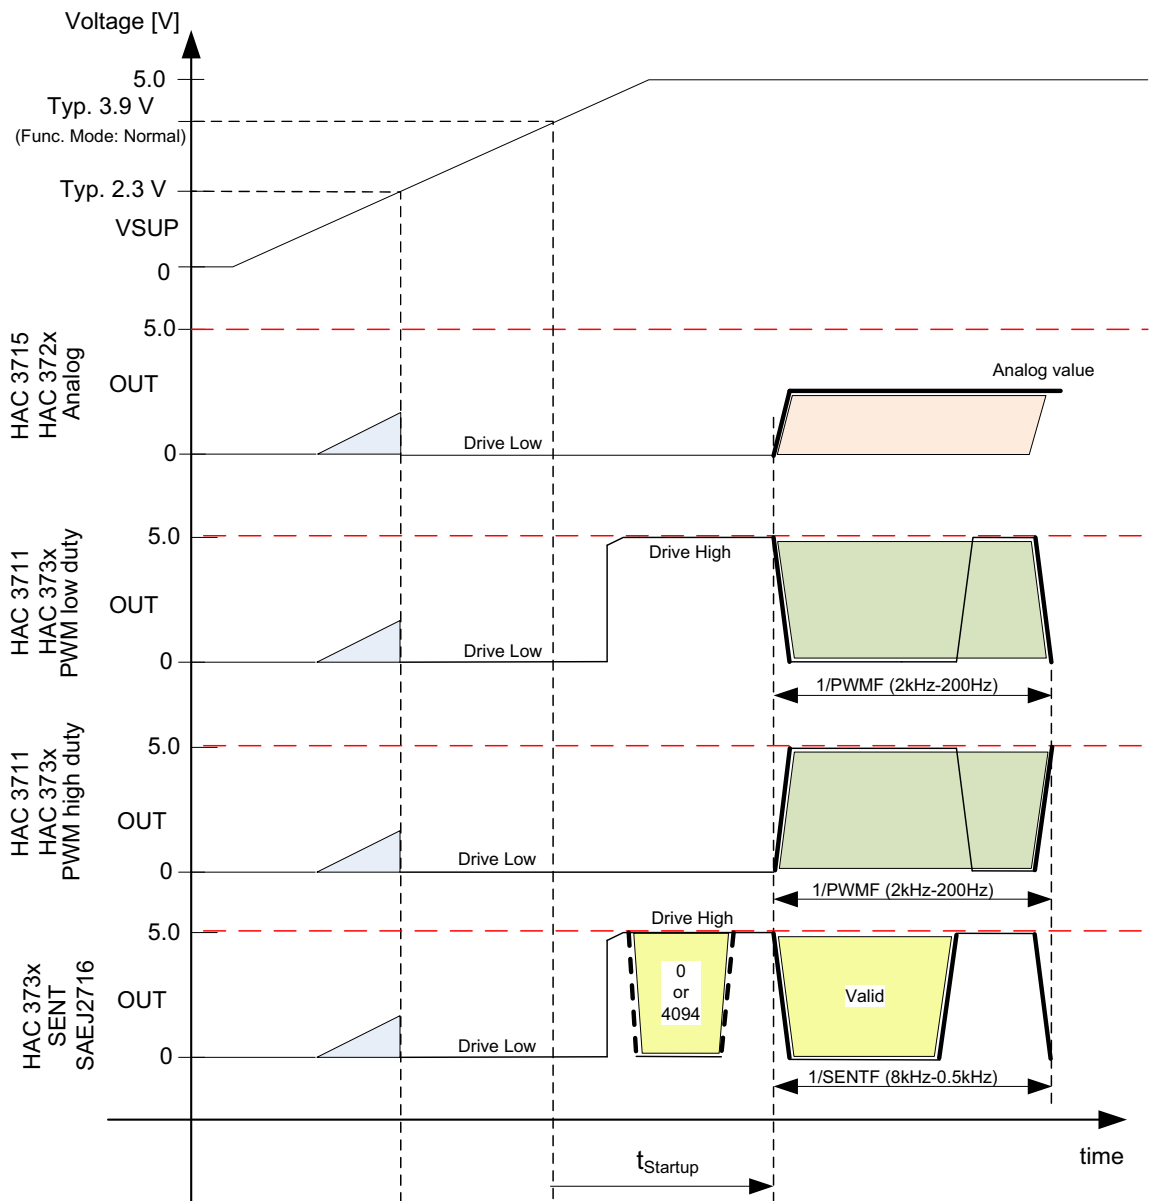 Voltage [V]
5.0
Typ. 3.9 V
(Func. Mode: Normal)
Typ. 2.3 V
VSUP
0
HAC 3715
HAC 372x
Analog
5.0
OUT
0
Drive Low
Analog value
HAC 3711
HAC 373x
PWM low duty
5.0
OUT
0
Drive Low
Drive High
1/PWMF (2kHz-200Hz)
HAC 3711
HAC 373x
PWM high duty
5.0
OUT
0
Drive Low
1/PWMF (2kHz-200Hz)
HAC 373x
SENT
SAEJ2716
5.0
OUT
0
Drive Low
Drive High
0
or
4094
Valid
1/SENTF (8kHz-0.5kHz)
time
tStartup